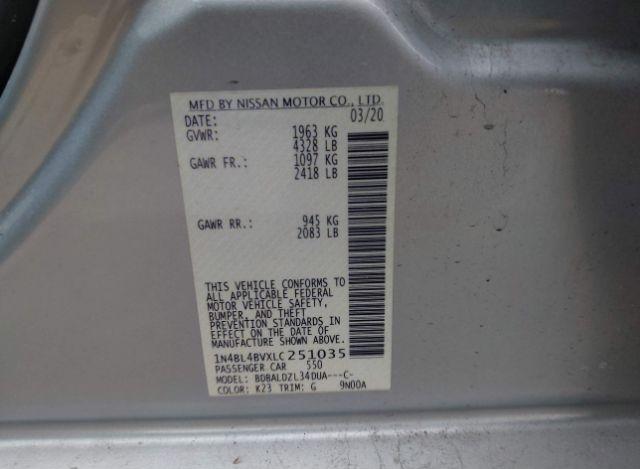 MFD BY NISSAN MOTOR CO., LTD.
DATE: 03/20
GVWR: 1963 KG
4328 LB
GAWR FR.: 1097 KG
2418 LB
GAWR RR.: 945 KG
2083 LB
THIS VEHICLE CONFORMS TO
ALL APPLICABLE FEDERAL
MOTOR VEHICLE SAFETY,
BUMPER, AND THEFT
PREVENTION STANDARDS IN
EFFECT ON THE DATE OF
MANUFACTURE SHOWN ABOVE.
1N4BL4BVXLC251035
PASSENGER CAR 550
MODEL: BDBALDZL34DUA---C-
COLOR: K23 TRIM: G 9N00A